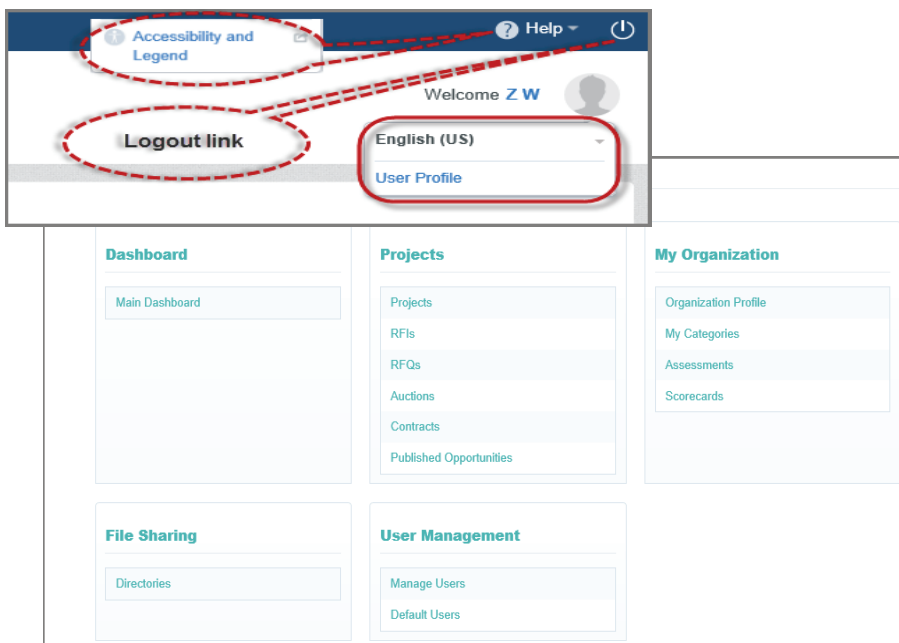 Accessibility and
Legend
Help
Welcome Z W
Logout link
English (US)
User Profile
Dashboard
Main Dashboard
Projects
Projects
RFIs
RFQs
Auctions
Contracts
Published Opportunities
My Organization
Organization Profile
My Categories
Assessments
Scorecards
File Sharing
Directories
User Management
Manage Users
Default Users